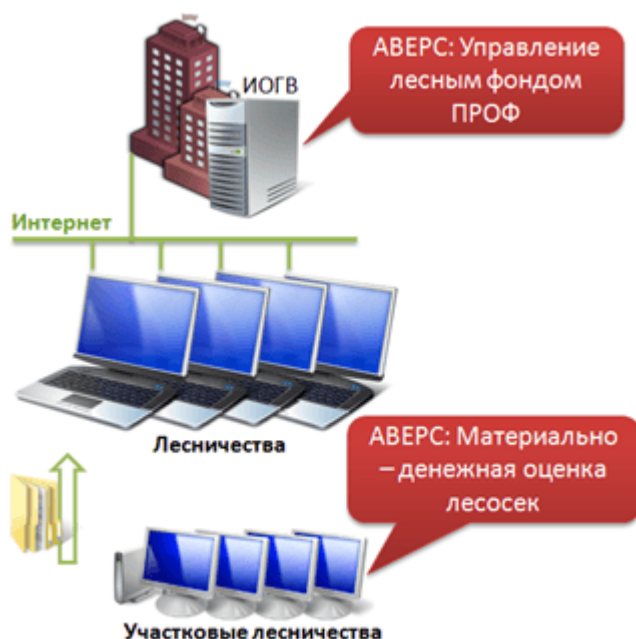 АВЕРС: Управление
лесным фондом
ПРОФ
ИОГВ
Интернет
Лесничества
АВЕРС: Материально
– денежная оценка
лесосек
Участковые лесничества